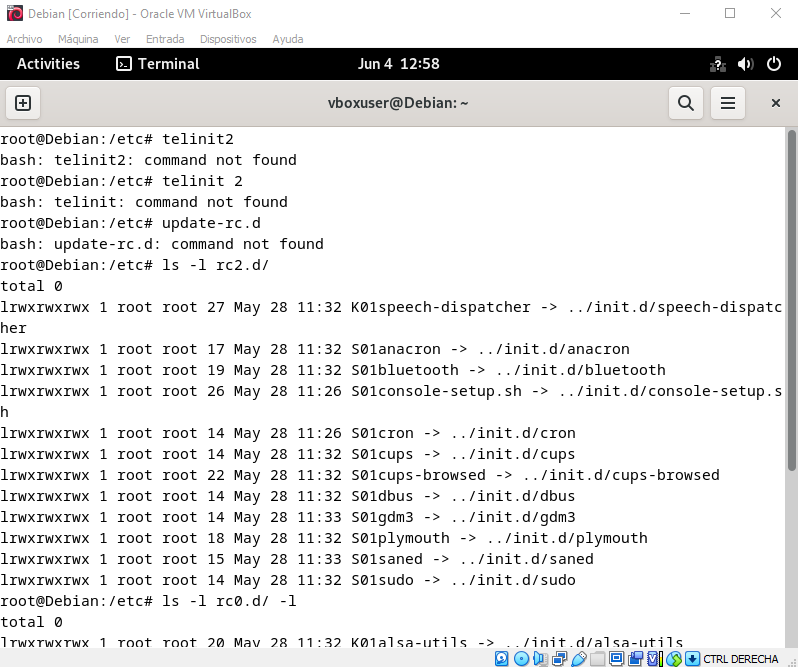 Debian [Corriendo] - Oracle VM VirtualBox
Archivo Máquina Ver Entrada Dispositivos Ayuda
Activities Terminal Jun 4 12:58
vboxuser@Debian: ~
root@Debian:/etc# telinit2
bash: telinit2: command not found
root@Debian:/etc# telinit 2
bash: telinit: command not found
root@Debian:/etc# update-rc.d
bash: update-rc.d: command not found
root@Debian:/etc# ls -l rc2.d/
total 0
lrwxrwxrwx 1 root root 27 May 28 11:32 K01speech-dispatcher -> ../init.d/speech-dispatc
her
lrwxrwxrwx 1 root root 17 May 28 11:32 S01anacron -> ../init.d/anacron
lrwxrwxrwx 1 root root 19 May 28 11:32 S01bluetooth -> ../init.d/bluetooth
lrwxrwxrwx 1 root root 26 May 28 11:26 S01console-setup.sh -> ../init.d/console-setup.s
h
lrwxrwxrwx 1 root root 14 May 28 11:26 S01cron -> ../init.d/cron
lrwxrwxrwx 1 root root 14 May 28 11:32 S01cups -> ../init.d/cups
lrwxrwxrwx 1 root root 22 May 28 11:32 S01cups-browsed -> ../init.d/cups-browsed
lrwxrwxrwx 1 root root 14 May 28 11:32 S01dbus -> ../init.d/dbus
lrwxrwxrwx 1 root root 14 May 28 11:33 S01gdm3 -> ../init.d/gdm3
lrwxrwxrwx 1 root root 18 May 28 11:32 S01plymouth -> ../init.d/plymouth
lrwxrwxrwx 1 root root 15 May 28 11:33 S01saned -> ../init.d/saned
lrwxrwxrwx 1 root root 14 May 28 11:32 S01sudo -> ../init.d/sudo
root@Debian:/etc# ls -l rc0.d/ -l
total 0
lrwxrwxrwx 1 root root 20 May 28 11:32 K01alsa-utils -> ../init.d/alsa-utils
CTRL DERECHA